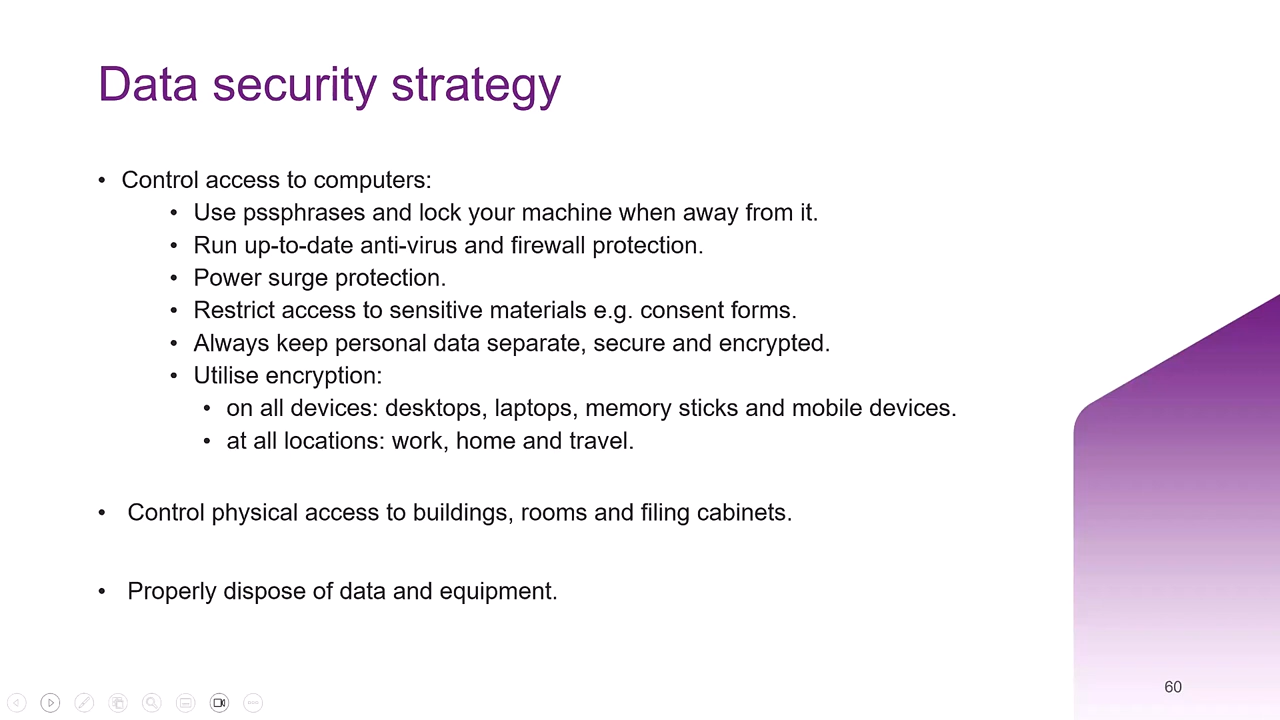 Data security strategy
• Control access to computers:
• Use pssphrases and lock your machine when away from it.
• Run up-to-date anti-virus and firewall protection.
• Power surge protection.
• Restrict access to sensitive materials e.g. consent forms.
• Always keep personal data separate, secure and encrypted.
• Utilise encryption:
• on all devices: desktops, laptops, memory sticks and mobile devices.
• at all locations: work, home and travel.
• Control physical access to buildings, rooms and filing cabinets.
• Properly dispose of data and equipment.
60